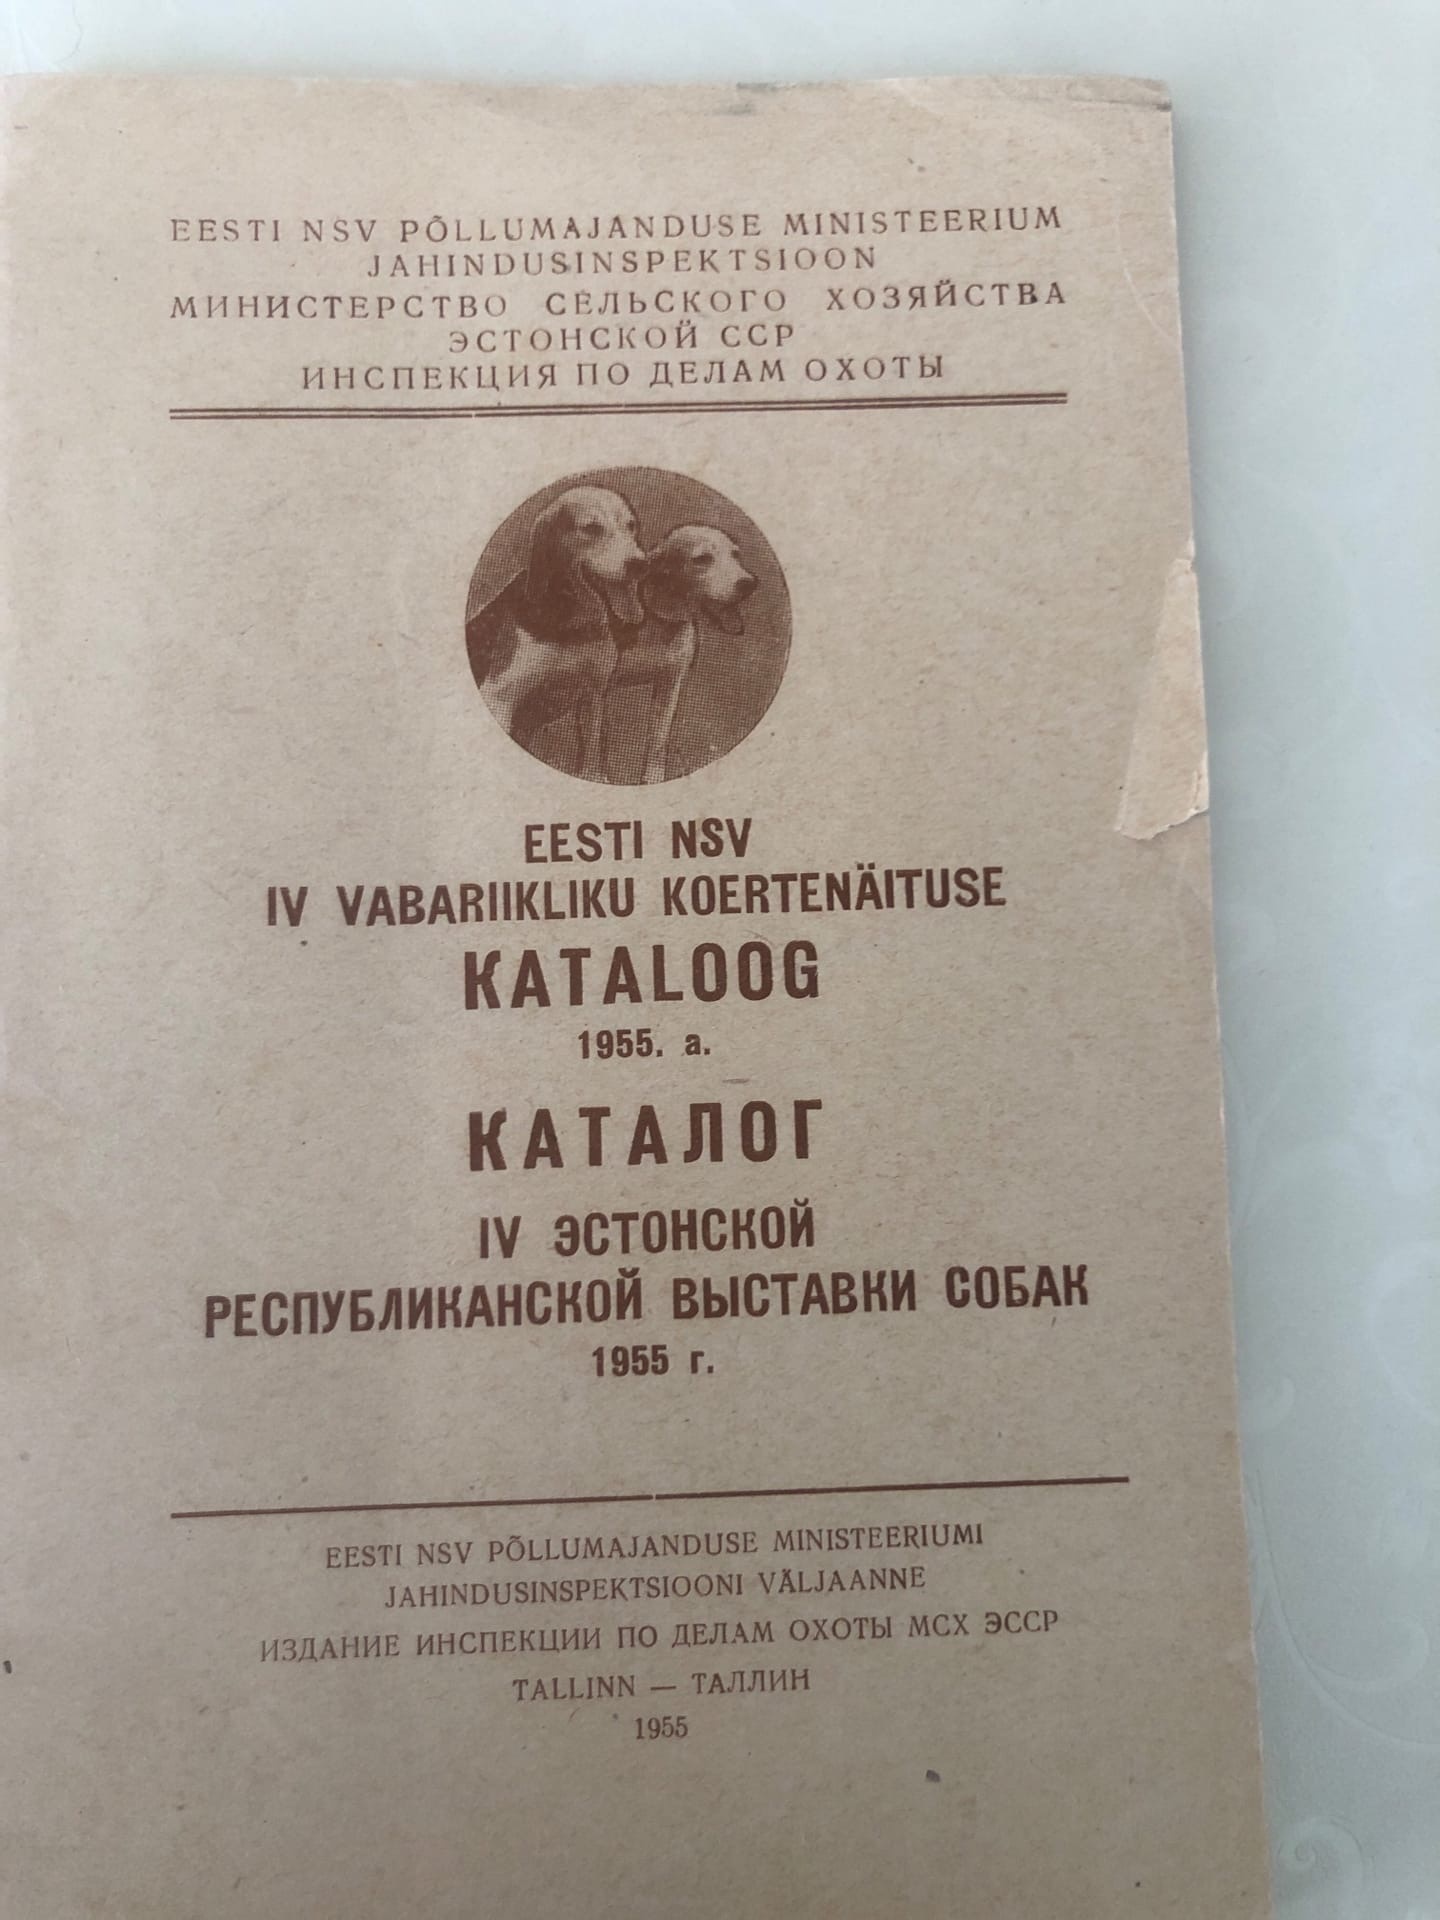 EESTI NSV PÕLLUMAJANDUSE MINISTEERIUM
JAHINDUSINSPEKTSIOON
МИНИСТЕРСТВО СЕЛЬСКОГО ХОЗЯЙСТВА
ЭСТОНСКОЙ ССР
ИНСПЕКЦИЯ ПО ДЕЛАМ ОХОТЫ
EESTI NSV
IV VABARIIKLIKU KOERTENÄITUSE
KATALOOG
1955. a.
КАТАЛОГ
IV ЭСТОНСКОЙ
РЕСПУБЛИКАНСКОЙ ВЫСТАВКИ СОБАК
1955 г.
EESTI NSV PÕLLUMAJANDUSE MINISTEERIUMI
JAHINDUSINSPEKTSIOONI VÄLJAANNE
ИЗДАНИЕ ИНСПЕКЦИИ ПО ДЕЛАМ ОХОТЫ МСХ ЭССР
TALLINN — ТАЛЛИН
1955